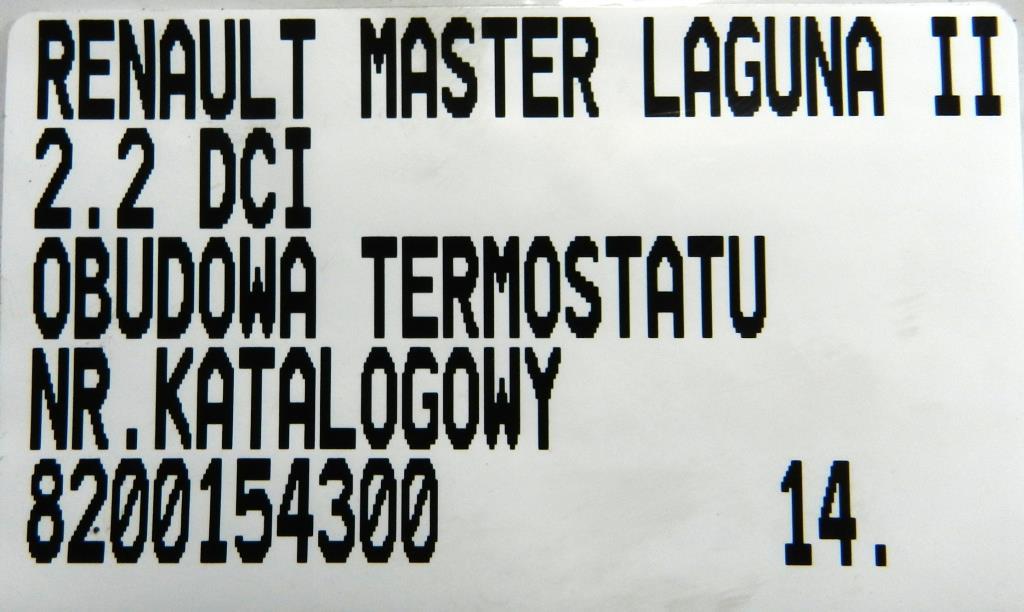 RENAULT MASTER LAGUNA II
2.2 DCI
OBUDOWA TERMOSTATU
NR.KATALOGOWY
8200154300 14.